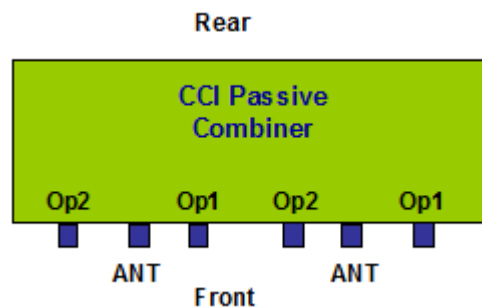 Rear
CCI Passive
Combiner
Op2 Op1 Op2 Op1
ANT ANT
Front